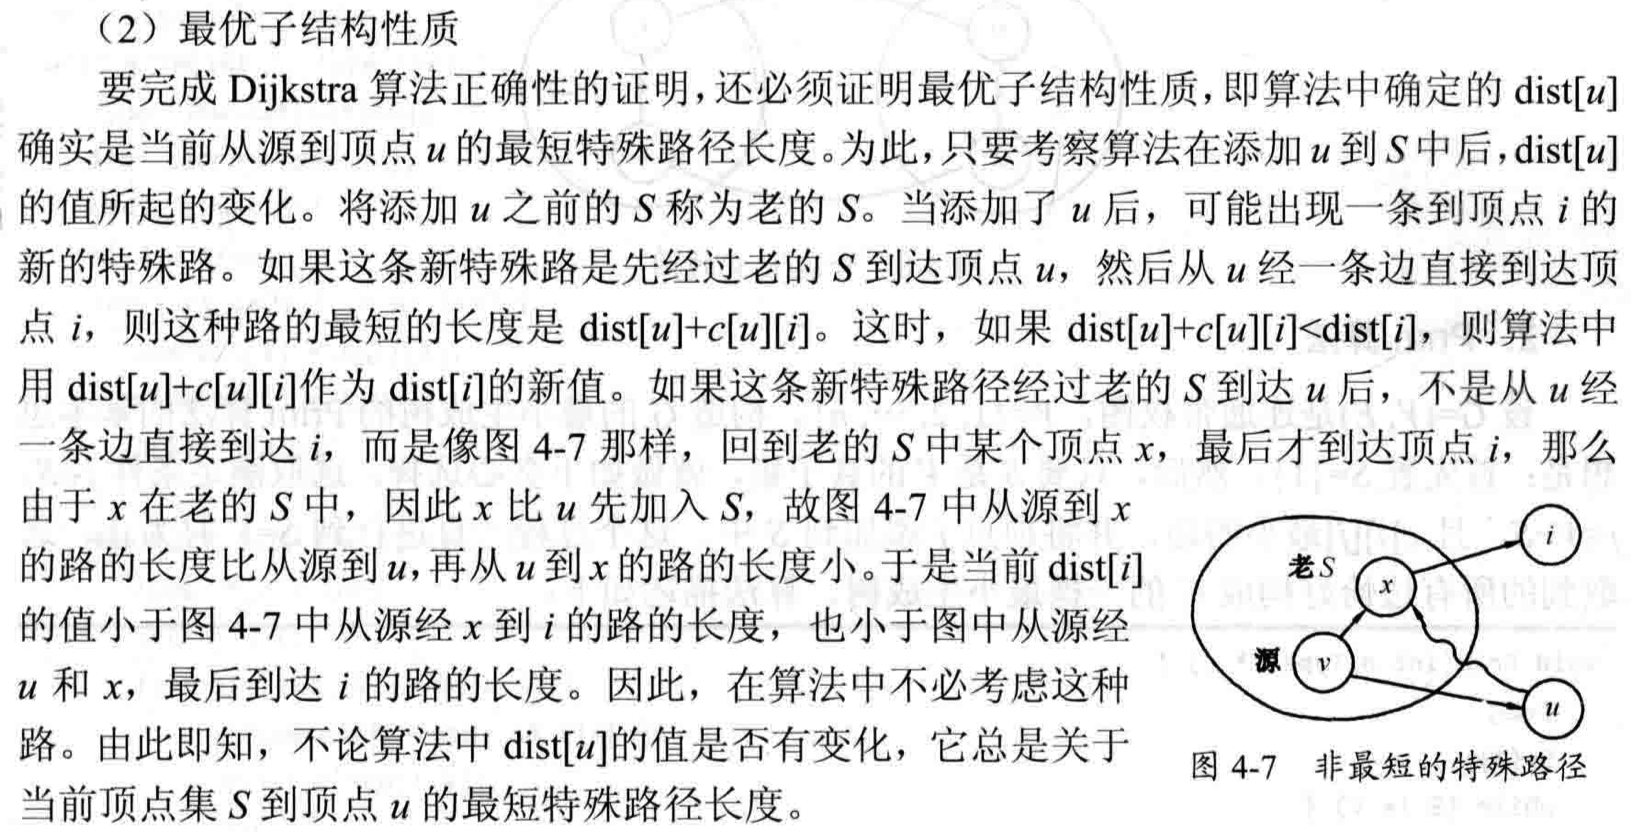 （2）最优子结构性质
要完成 Dijkstra 算法正确性的证明，还必须证明最优子结构性质，即算法中确定的 dist[u]
确实是当前从源到顶点 u 的最短特殊路径长度。为此，只要考察算法在添加 u 到 S 中后，dist[u]
的值所起的变化。将添加 u 之前的 S 称为老的 S。当添加了 u 后，可能出现一条到顶点 i 的
新的特殊路。如果这条新特殊路是先经过老的 S 到达顶点 u，然后从 u 经一条边直接到达顶
点 i，则这种路的最短的长度是 dist[u]+c[u][i]。这时，如果 dist[u]+c[u][i]<dist[i]，则算法中
用 dist[u]+c[u][i]作为 dist[i]的新值。如果这条新特殊路径经过老的 S 到达 u 后，不是从 u 经
一条边直接到达 i，而是像图 4-7 那样，回到老的 S 中某个顶点 x，最后才到达顶点 i，那么
由于 x 在老的 S 中，因此 x 比 u 先加入 S，故图 4-7 中从源到 x
的路的长度比从源到 u，再从 u 到 x 的路的长度小。于是当前 dist[i]
的值小于图 4-7 中从源经 x 到 i 的路的长度，也小于图中从源经
u 和 x，最后到达 i 的路的长度。因此，在算法中不必考虑这种
路。由此即知，不论算法中 dist[u]的值是否有变化，它总是关于
当前顶点集 S 到顶点 u 的最短特殊路径长度。
i
老S
x
源
v
u
图 4-7 非最短的特殊路径